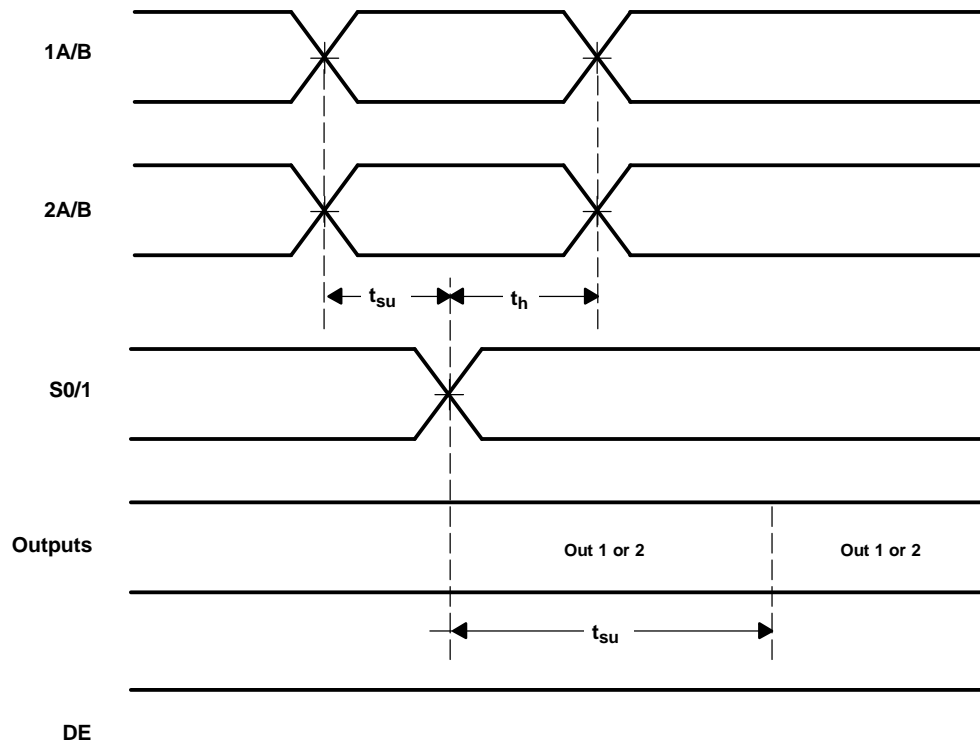 1A/B
2A/B
tsu
th
S0/1
Outputs
Out 1 or 2
Out 1 or 2
tsu
DE